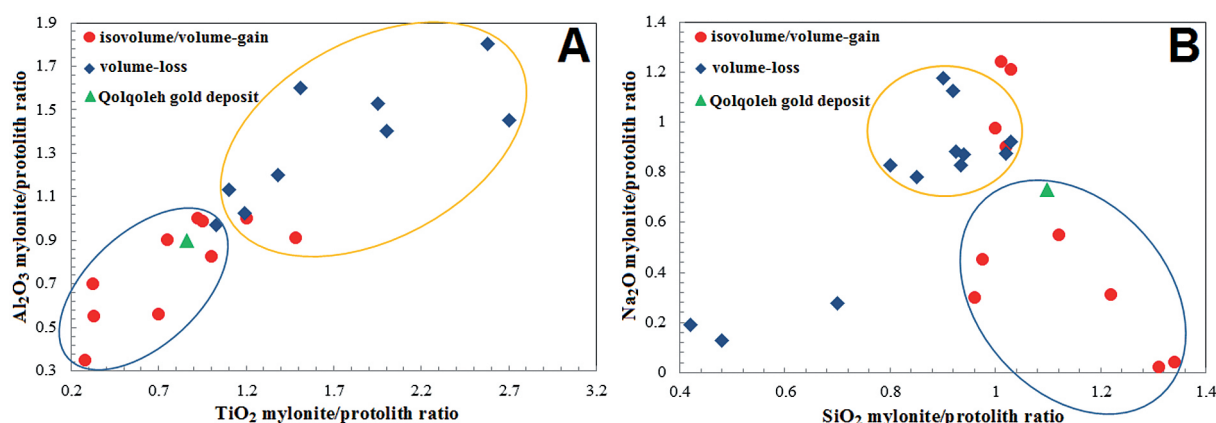 A
isovolume/volume-gain
volume-loss
Qolqoleh gold deposit
Al₂O₃ mylonite/protolith ratio
1.9
1.7
1.5
1.3
1.1
0.9
0.7
0.5
0.3
0.2 0.7 1.2 1.7 2.2 2.7 3.2
TiO₂ mylonite/protolith ratio
B
isovolume/volume-gain
volume-loss
Qolqoleh gold deposit
Na₂O mylonite/protolith ratio
1.4
1.2
1
0.8
0.6
0.4
0.2
0
0.4 0.6 0.8 1 1.2 1.4
SiO₂ mylonite/protolith ratio